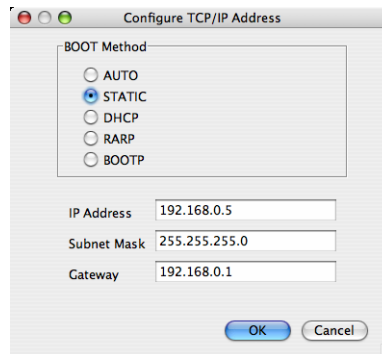 Configure TCP/IP Address
BOOT Method
AUTO
STATIC
DHCP
RARP
BOOTP
IP Address 192.168.0.5
Subnet Mask 255.255.255.0
Gateway 192.168.0.1
OK Cancel